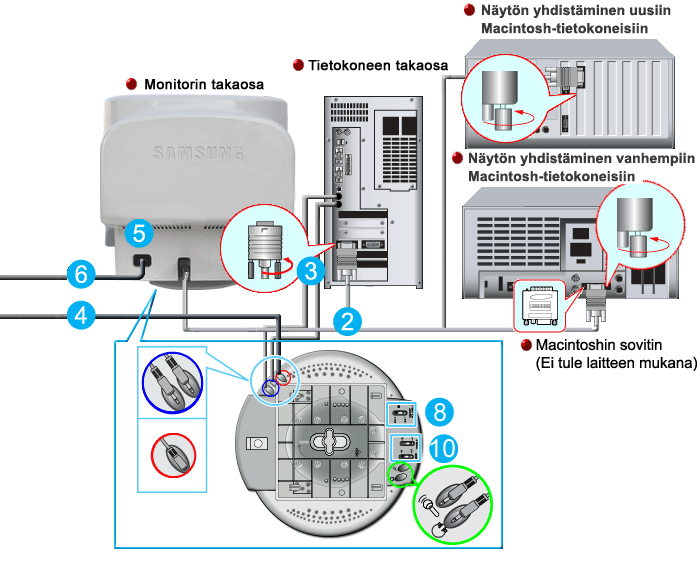 Näytön yhdistäminen uusiin
Macintosh-tietokoneisiin
Tietokoneen takaosa
Monitorin takaosa
SAMSUNG
Näytön yhdistäminen vanhempiin
Macintosh-tietokoneisiin
5
6
3
4
2
Macintoshin sovitin
(Ei tule laitteen mukana)
8
10